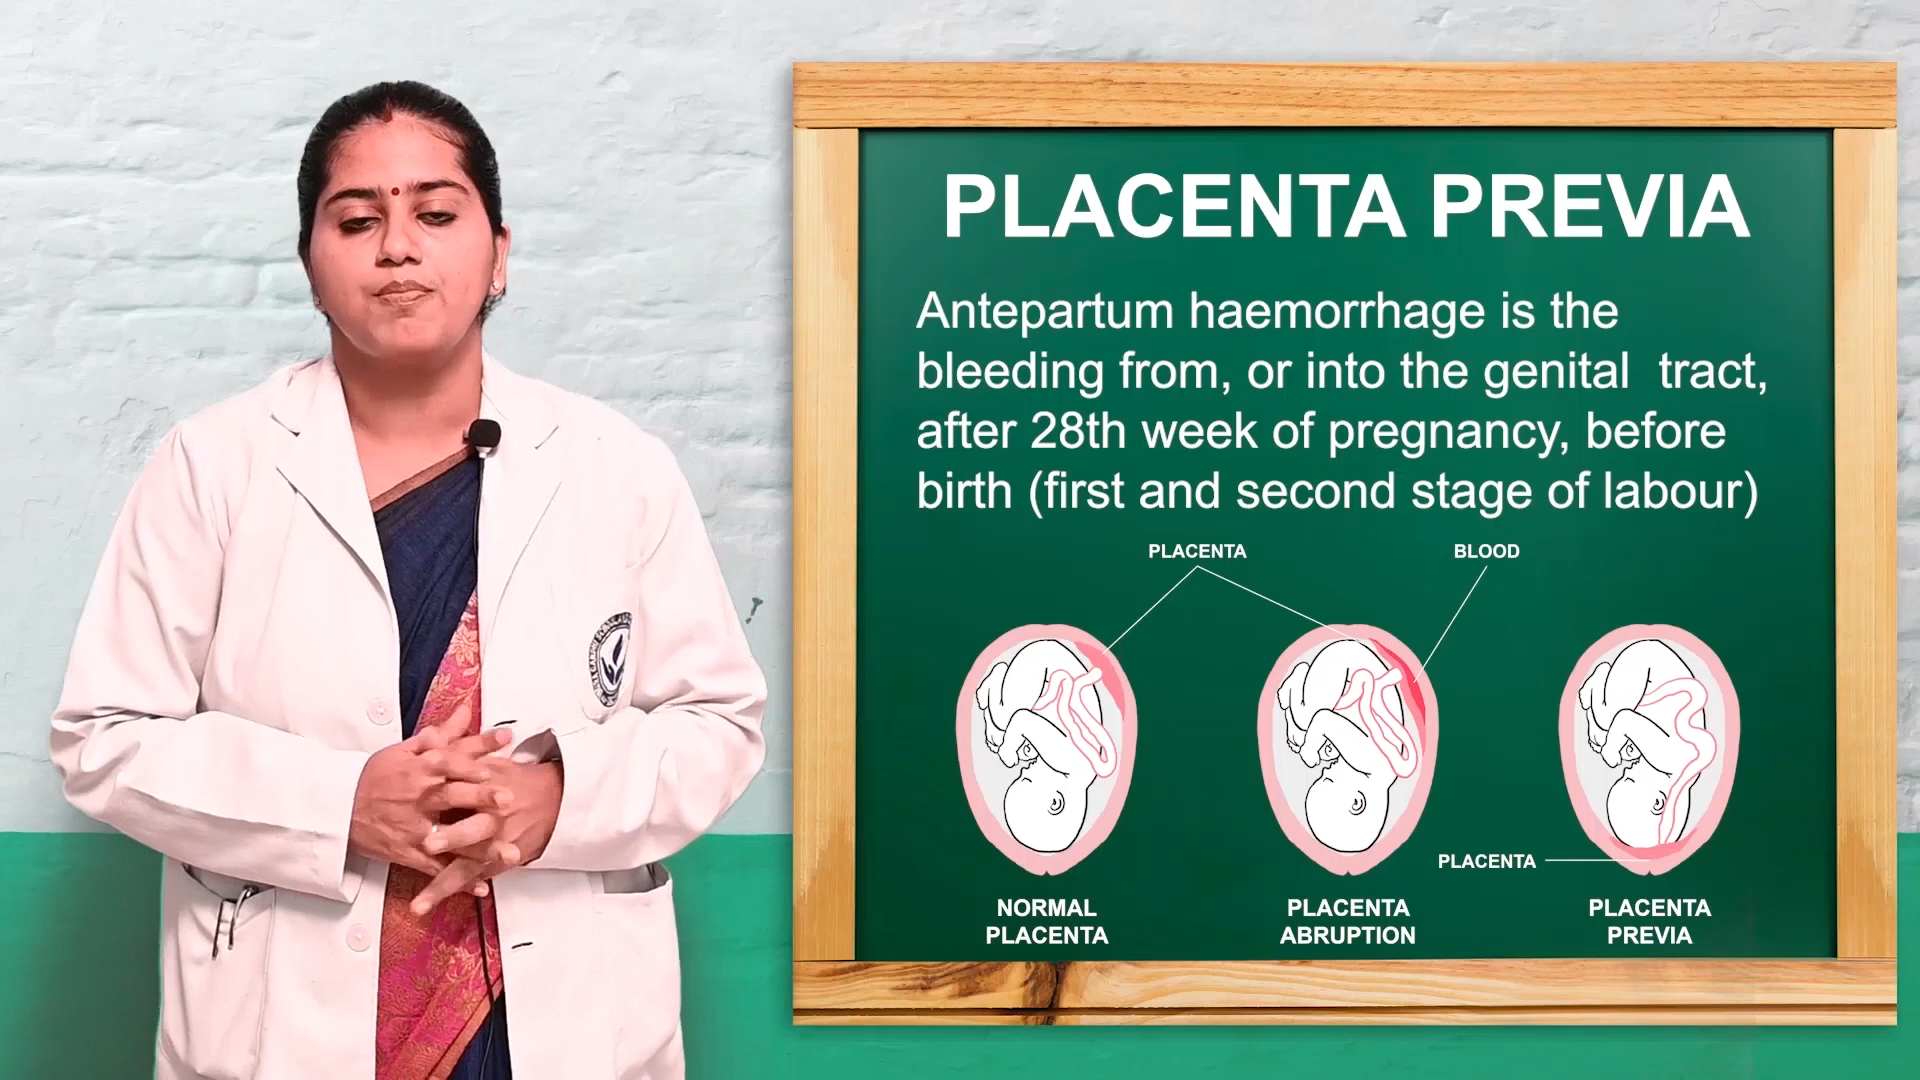 PLACENTA PREVIA
Antepartum haemorrhage is the
bleeding from, or into the genital  tract,
after 28th week of pregnancy, before
birth (first and second stage of labour)
PLACENTA
BLOOD
PLACENTA
NORMAL
PLACENTA
PLACENTA
ABRUPTION
PLACENTA
PREVIA